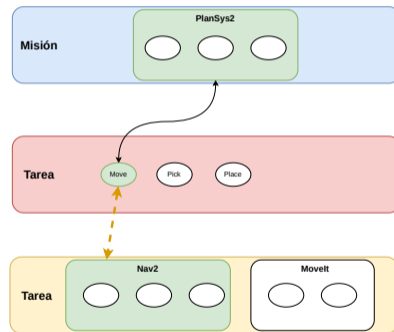 PlanSys2
Misión
Tarea
Move
Pick
Place
Nav2
MoveIt
Tarea